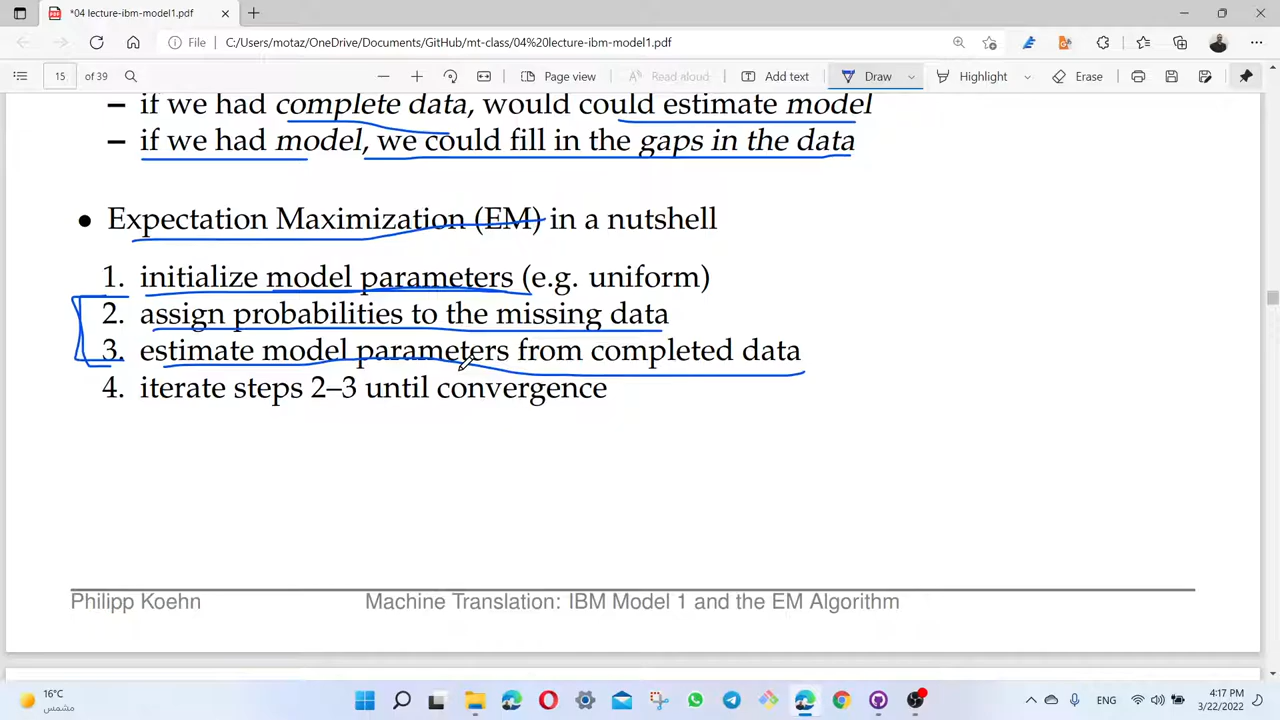 *04 lecture-ibm-model1.pdf
File C:/Users/motaz/OneDrive/Documents/GitHub/mt-class/04%20lecture-ibm-model1.pdf
15 of 39 Page view Read aloud Add text Draw Highlight Erase
– if we had complete data, would could estimate model
– if we had model, we could fill in the gaps in the data
• Expectation Maximization (EM) in a nutshell
1. initialize model parameters (e.g. uniform)
2. assign probabilities to the missing data
3. estimate model parameters from completed data
4. iterate steps 2–3 until convergence
Philipp Koehn Machine Translation: IBM Model 1 and the EM Algorithm
16°C
مشمس
ENG
4:17 PM
3/22/2022